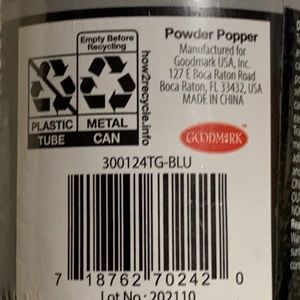 Powder Popper
Manufactured for
Goodmark USA, Inc.
127 E Boca Raton Road
Boca Raton, FL 33432, USA
MADE IN CHINA
Empty Before
Recycling
how2recycle.info
PLASTIC
METAL
TUBE
CAN
GOODMARK
300124TG-BLU
7 18762 70242 0
Lot No: 202110